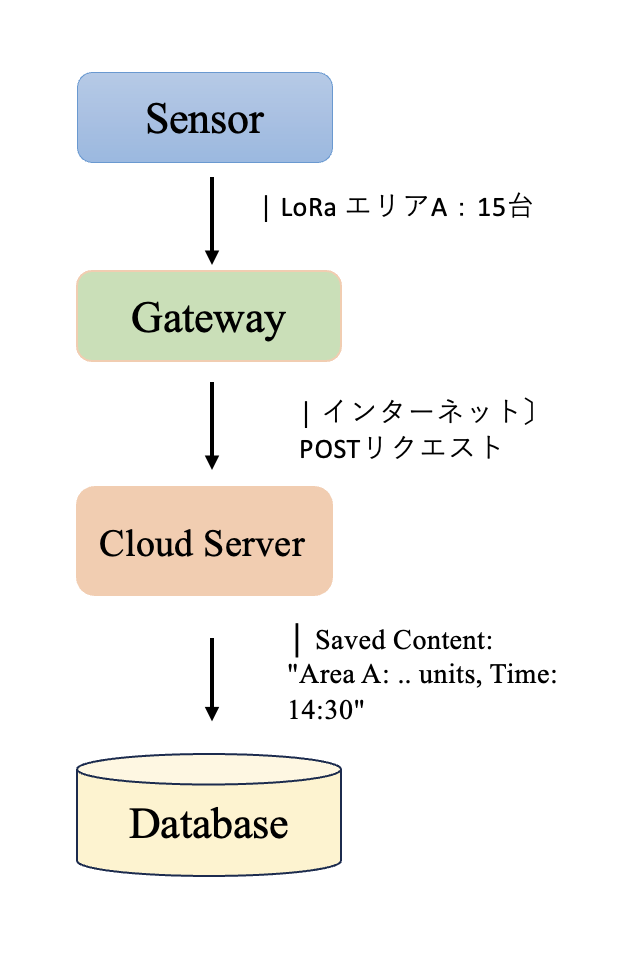 Sensor
| LoRa エリアA：15台
Gateway
| インターネット〕
POSTリクエスト
Cloud Server
| Saved Content:
"Area A: .. units, Time:
14:30"
Database